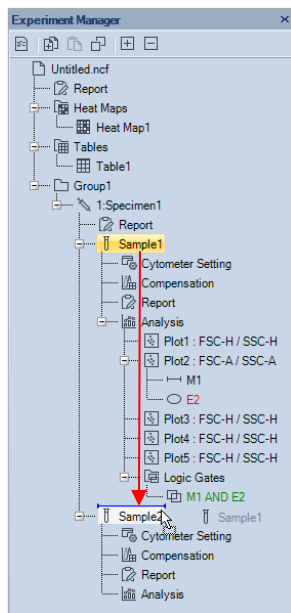 Experiment Manager
Untitled.ncf
Report
Heat Maps
Heat Map1
Tables
Table1
Group1
1:Specimen1
Report
Sample1
Cytometer Setting
Compensation
Report
Analysis
Plot1 : FSC-H / SSC-H
Plot2 : FSC-A / SSC-A
M1
E2
Plot3 : FSC-H / SSC-H
Plot4 : FSC-H / SSC-H
Plot5 : FSC-H / SSC-H
Logic Gates
M1 AND E2
Sample2 Sample1
Cytometer Setting
Compensation
Report
Analysis